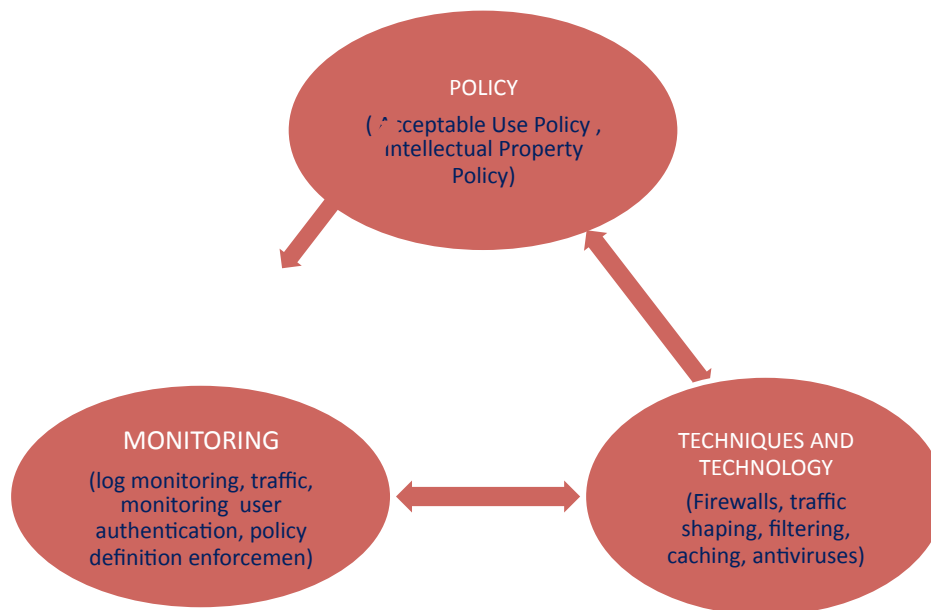 POLICY
( Acceptable Use Policy ,
Intellectual Property
Policy)
MONITORING
(log monitoring, traffic,
monitoring  user
authentication, policy
definition enforcemen)
TECHNIQUES AND
TECHNOLOGY
(Firewalls, traffic
shaping, filtering,
caching, antiviruses)